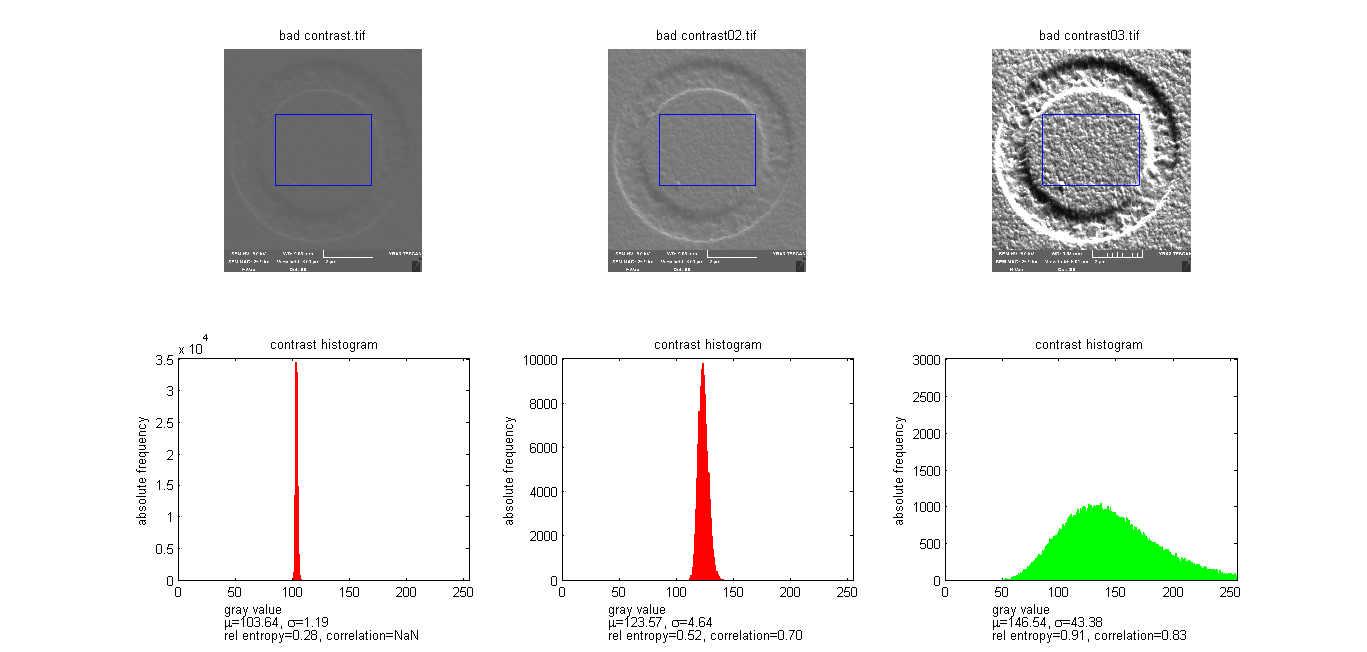 bad contrast.tif
bad contrast02.tif
bad contrast03.tif
contrast histogram
x 10^4
3.5
3
2.5
2
1.5
1
0.5
0
absolute frequency
0 50 100 150 200 250
gray value
μ=103.64, σ=1.19
rel entropy=0.28, correlation=NaN
contrast histogram
10000
8000
6000
4000
2000
0
absolute frequency
0 50 100 150 200 250
gray value
μ=123.57, σ=4.64
rel entropy=0.52, correlation=0.70
contrast histogram
3000
2500
2000
1500
1000
500
0
absolute frequency
0 50 100 150 200 250
gray value
μ=146.54, σ=43.38
rel entropy=0.91, correlation=0.83